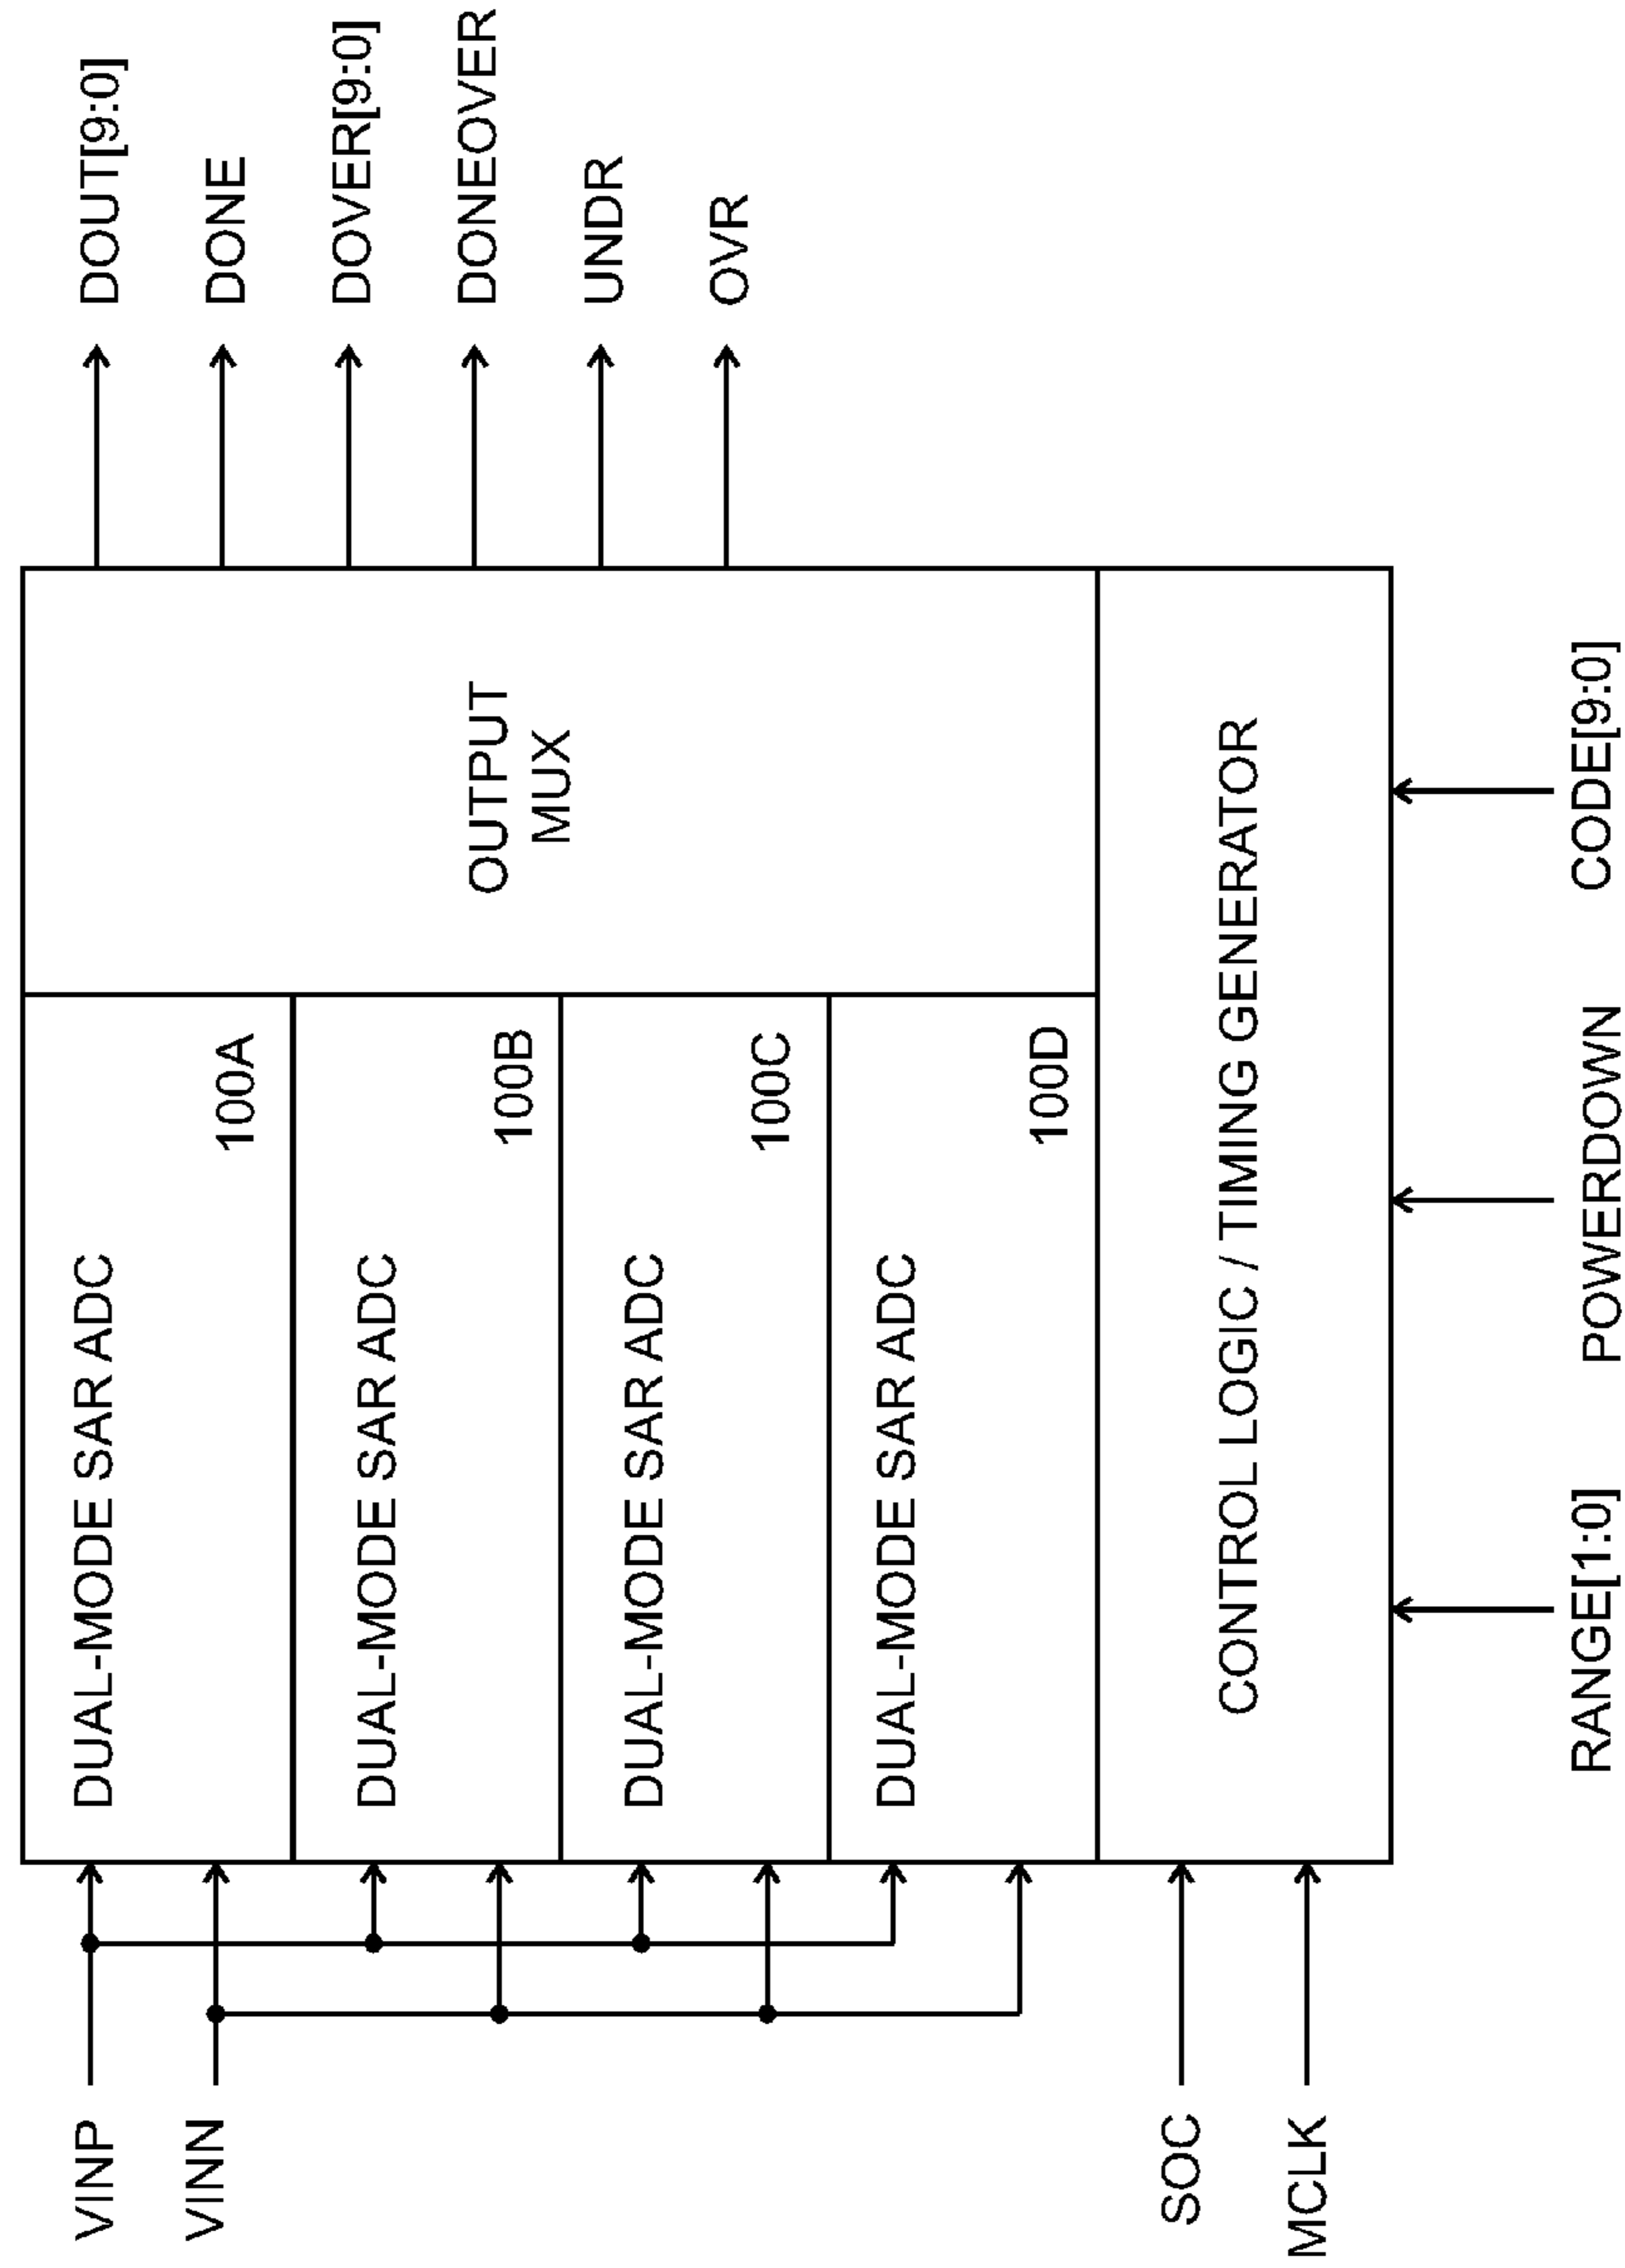 VINP
VINN
SOC
MCLK
DUAL-MODE SAR ADC
100A
DUAL-MODE SAR ADC
100B
DUAL-MODE SAR ADC
100C
DUAL-MODE SAR ADC
100D
OUTPUT
MUX
CONTROL LOGIC / TIMING GENERATOR
DOUT[9:0]
DONE
DOVER[9:0]
DONEOVER
UNDR
OVR
RANGE[1:0]
POWERDOWN
CODE[9:0]